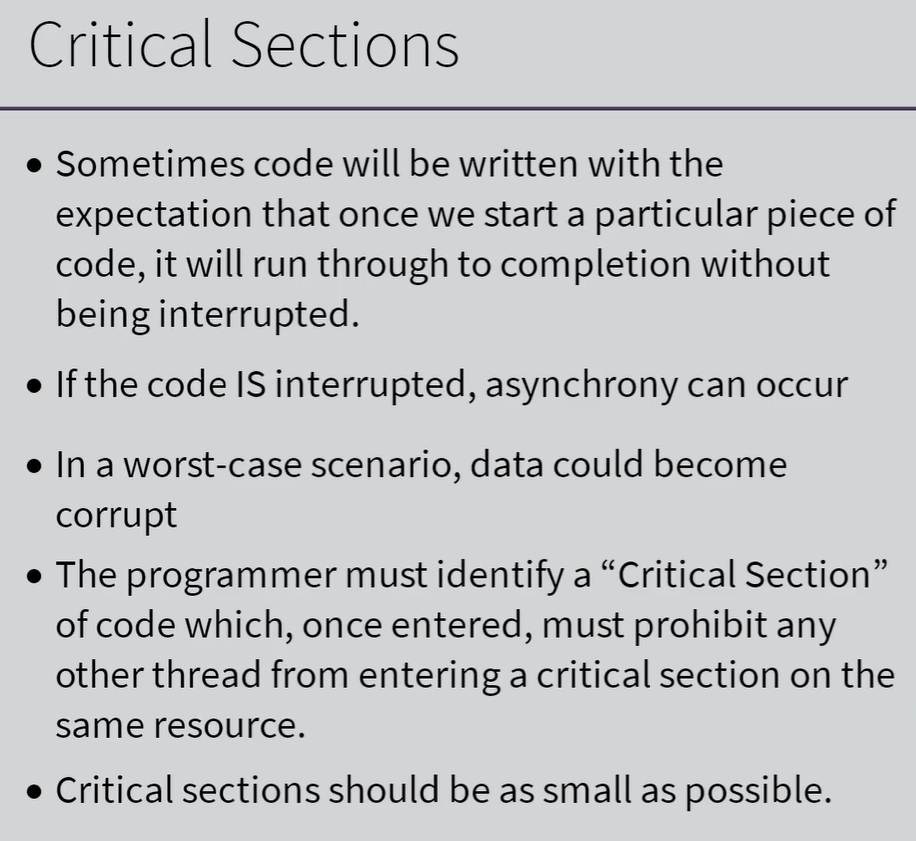 Critical Sections
• Sometimes code will be written with the
expectation that once we start a particular piece of
code, it will run through to completion without
being interrupted.
• If the code IS interrupted, asynchrony can occur
• In a worst-case scenario, data could become
corrupt
• The programmer must identify a “Critical Section”
of code which, once entered, must prohibit any
other thread from entering a critical section on the
same resource.
• Critical sections should be as small as possible.